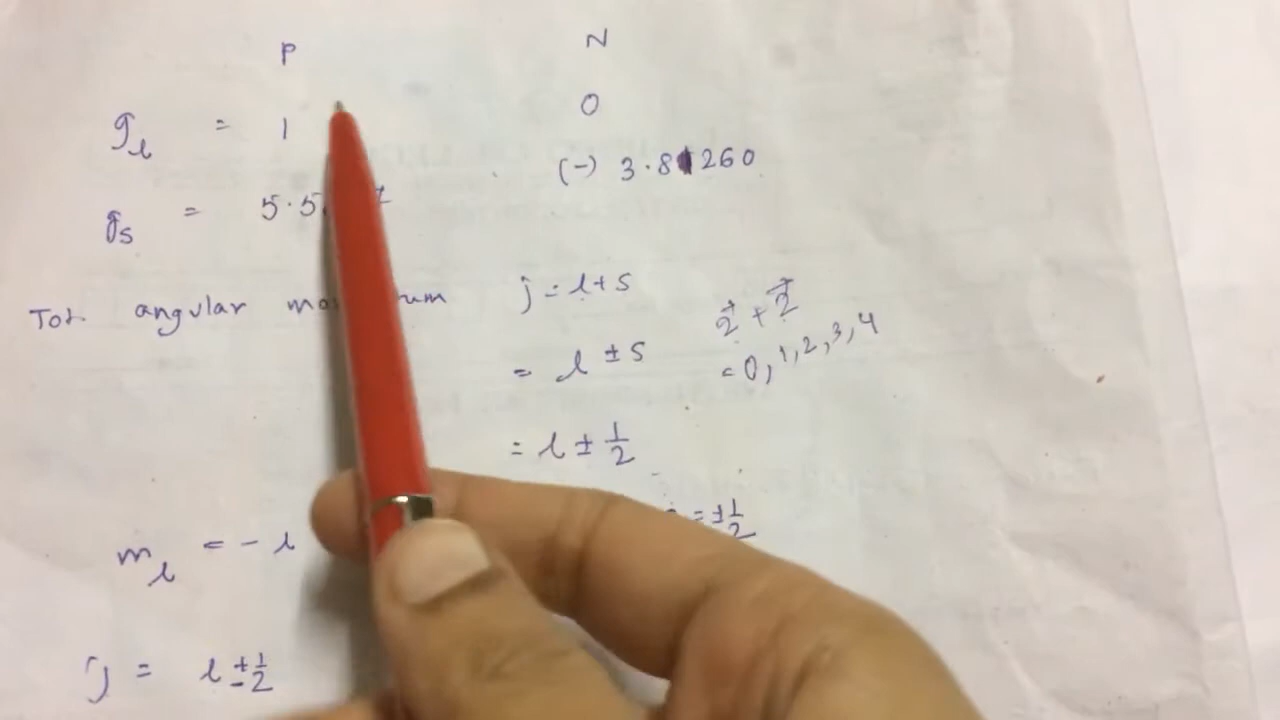 P N
g_l = 1 0
g_s = 5.5 (-) 3.8 260
Tot. angular j = l + s
= l ± s
2⃗ + 2⃗
= 0, 1, 2, 3, 4
= l ± 1/2
m_l = - l = ± 1/2
j = l ± 1/2